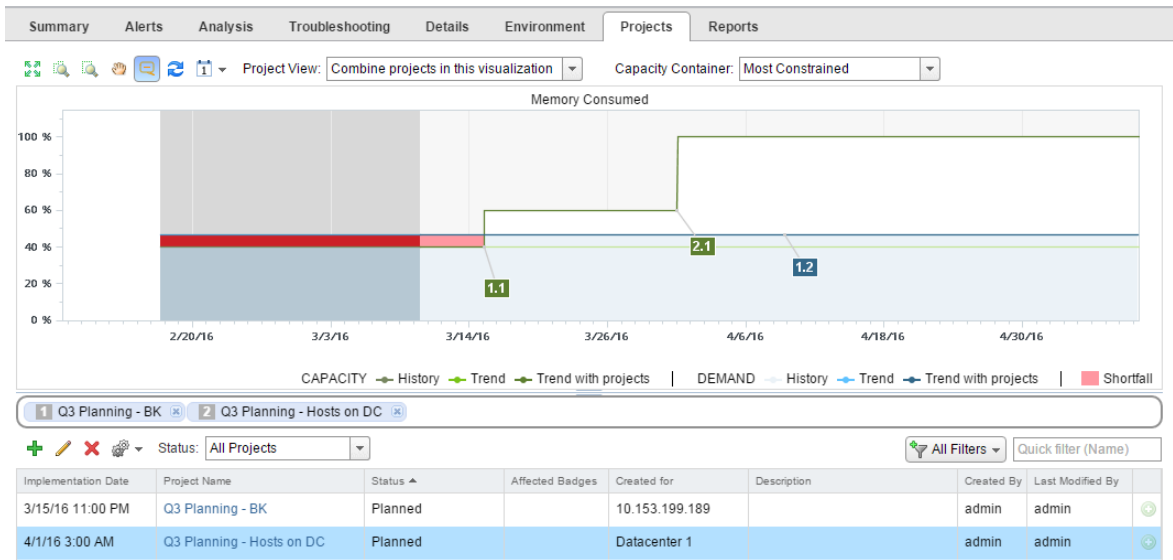 Summary Alerts Analysis Troubleshooting Details Environment Projects Reports
1 Project View: Combine projects in this visualization Capacity Container: Most Constrained
Memory Consumed
100 %
80 %
60 %
40 %
20 %
0 %
2.1
1.2
1.1
2/20/16 3/3/16 3/14/16 3/26/16 4/6/16 4/18/16 4/30/16
CAPACITY History Trend Trend with projects DEMAND History Trend Trend with projects Shortfall
1 Q3 Planning - BK x 2 Q3 Planning - Hosts on DC x
Status: All Projects All Filters Quick filter (Name)
Implementation Date Project Name Status Affected Badges Created for Description Created By Last Modified By
3/15/16 11:00 PM Q3 Planning - BK Planned 10.153.199.189 admin admin
4/1/16 3:00 AM Q3 Planning - Hosts on DC Planned Datacenter 1 admin admin